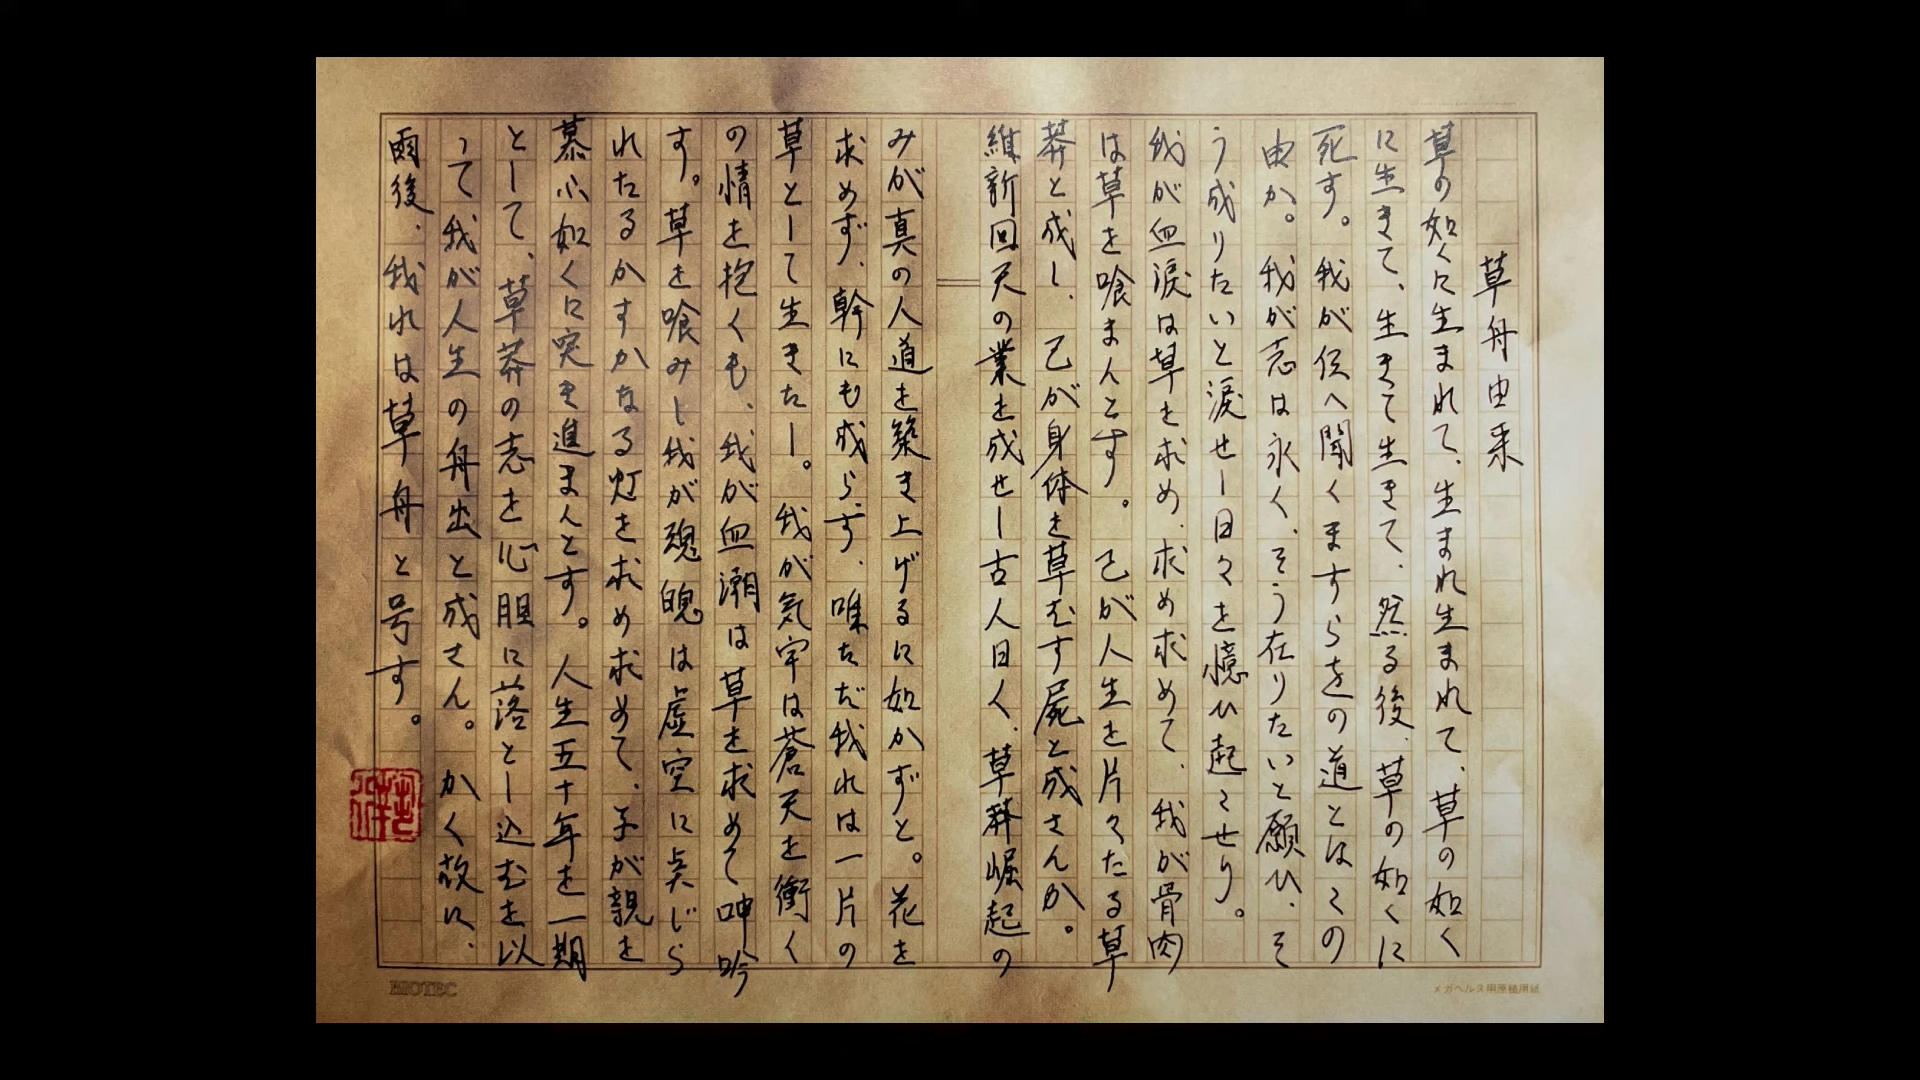 草舟由来
草の如くに生まれて、生まれ生まれて、草の如く
に生きて、生きて生きて、然る後、草の如くに
死す。我が伝へ聞くますらをの道とはこの
由か。我が志は永く、そう在りたいと願ひ、そ
う成りたいと涙せし日々を憶ひ起こせり。
我が血涙は草を求め、求め求めて、我が骨肉
は草を喰まんとす。己が人生を片々たる草
莽と成し、己が身体を草むす屍と成さんか。
維新回天の業を成せし古人曰く、草莽崛起の
みが真の人道を築き上げるに如かずと。花を
求めず、幹にも成らず、唯だ我れは一片の
草として生きたし。我が気宇は蒼天を衝く
の情を抱くも、我が血潮は草を求めて呻吟
す。草を喰みし我が魂魄は虚空に点じら
れたるかすかなる灯を求め求めて、子が親を
慕ふ如くに突き進まんとす。人生五十年を一期
として、草莽の志を心胆に落とし込むを以
って我が人生の舟出と成さん。かく故に、
雨後、我れは草舟と号す。
BIOTEC
メガヘルス用原稿用紙